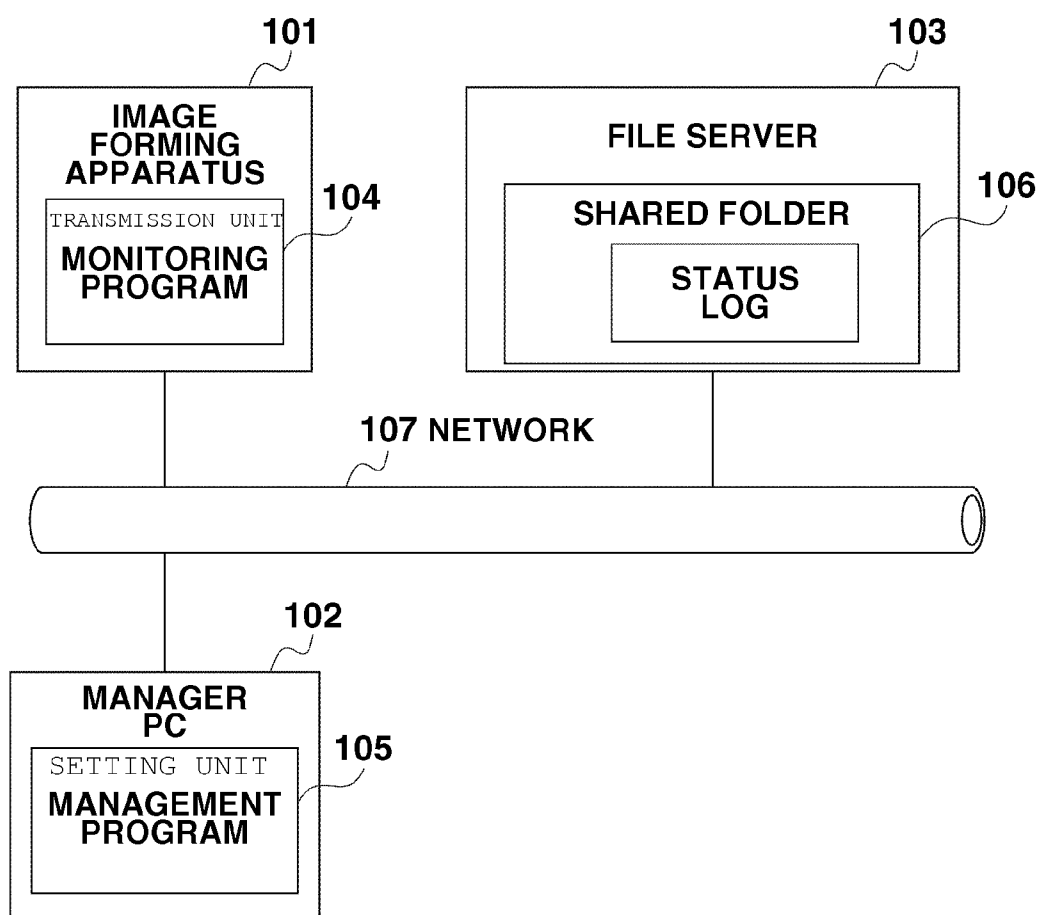 101
IMAGE
FORMING
APPARATUS
TRANSMISSION UNIT
MONITORING
PROGRAM
104
103
FILE SERVER
106
SHARED FOLDER
STATUS
LOG
107 NETWORK
102
MANAGER
PC
SETTING UNIT
MANAGEMENT
PROGRAM
105